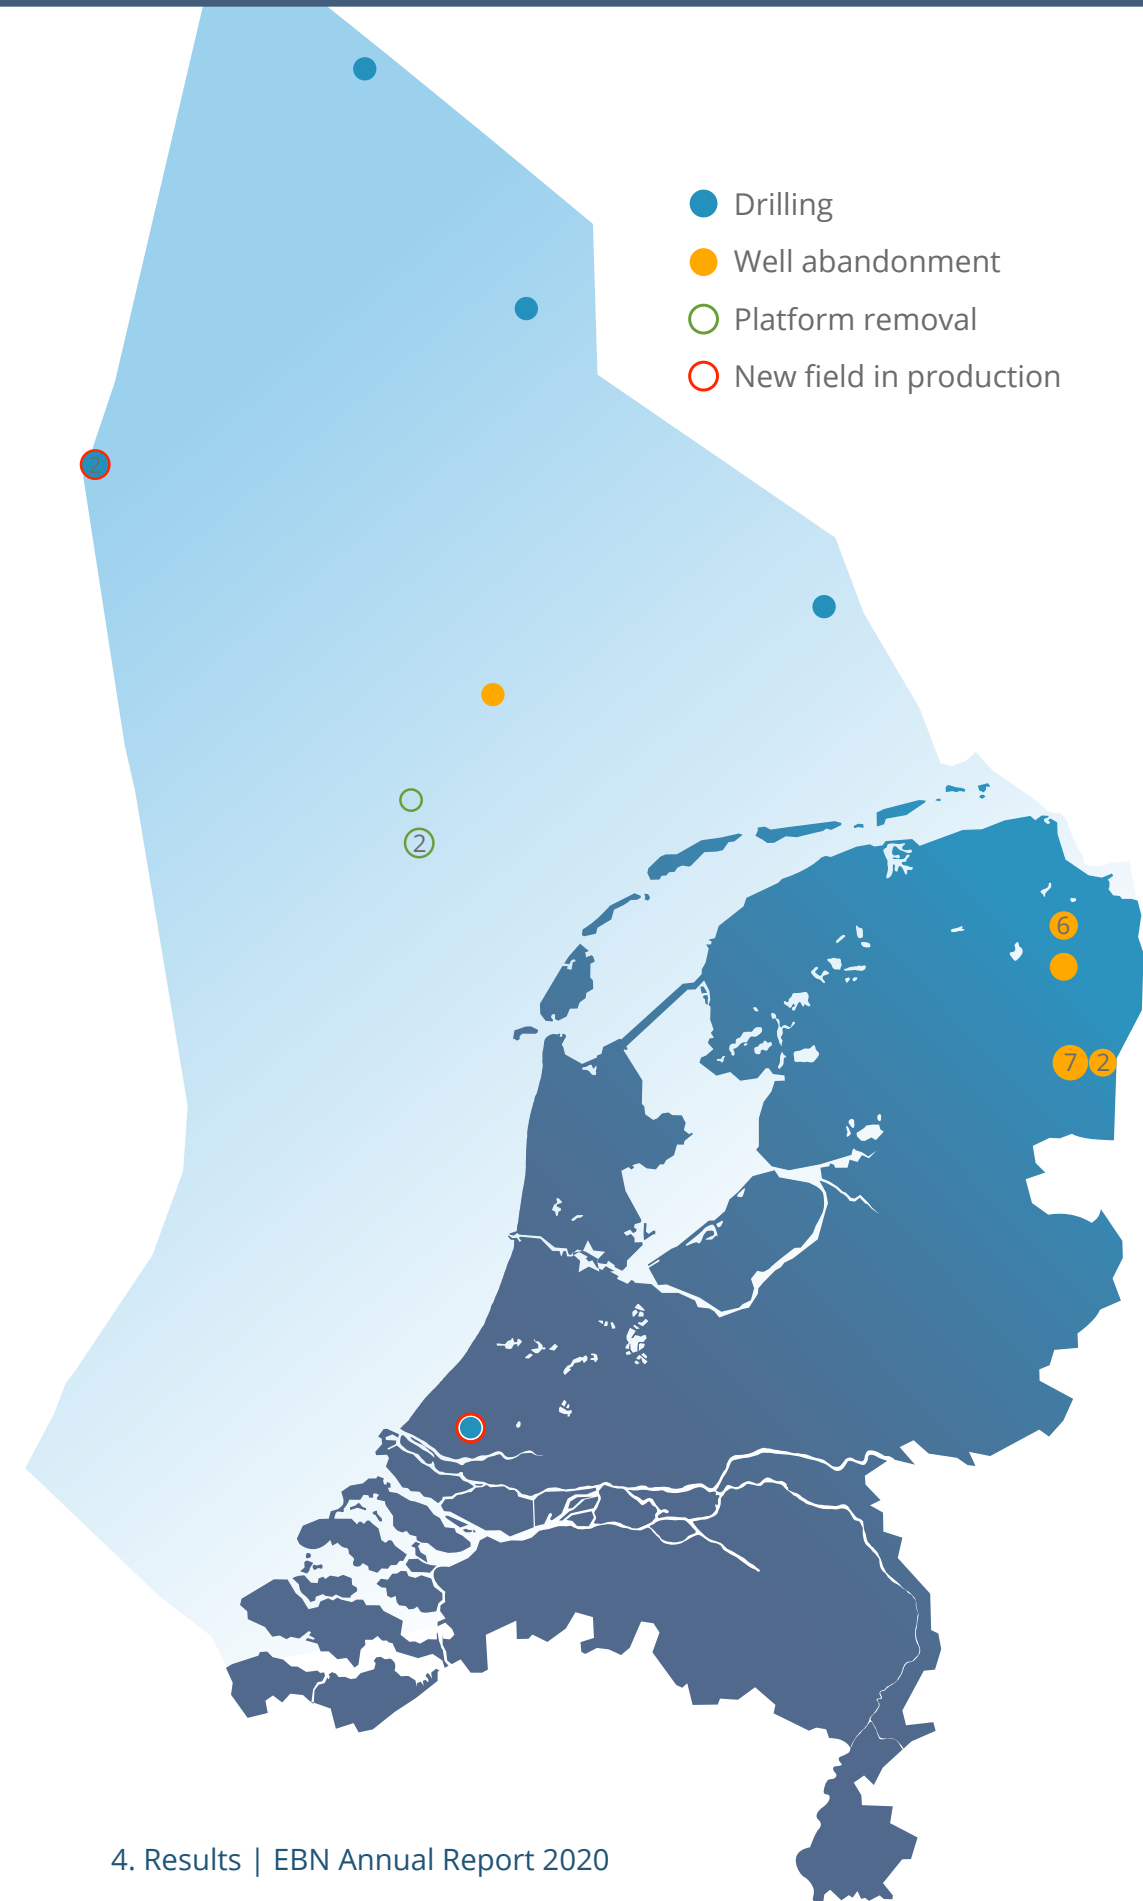 Drilling
Well abandonment
Platform removal
New field in production
2
2
6
7 2
4. Results | EBN Annual Report 2020